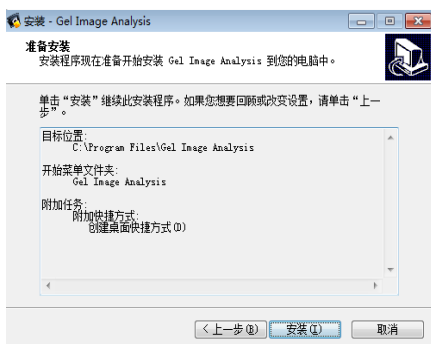 安装 - Gel Image Analysis
准备安装
安装程序现在准备开始安装 Gel Image Analysis 到您的电脑中。
单击“安装”继续此安装程序。如果您想要回顾或改变设置，请单击“上一
步”。
目标位置:
C:\Program Files\Gel Image Analysis
开始菜单文件夹:
Gel Image Analysis
附加任务:
附加快捷方式:
创建桌面快捷方式(D)
< 上一步(B)
安装(I)
取消